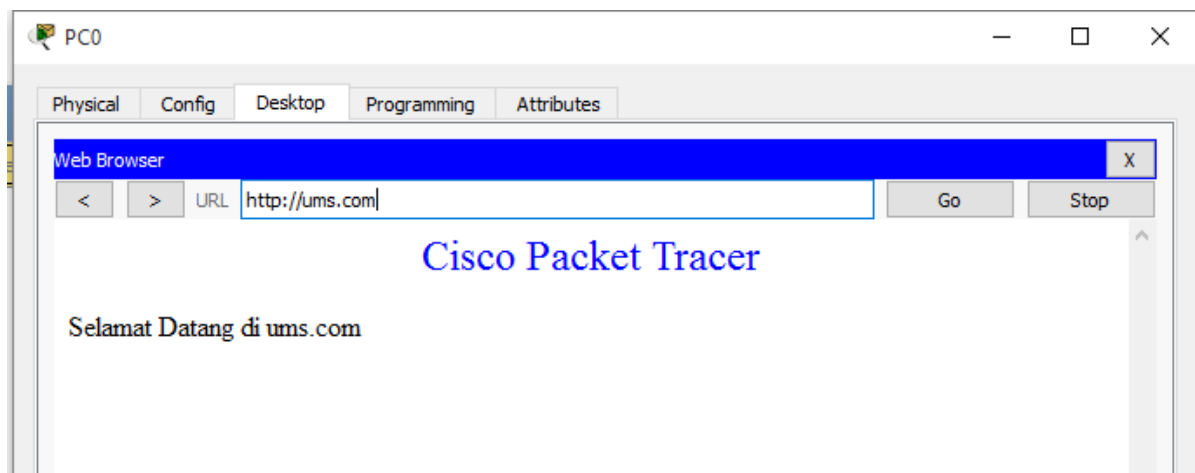 PC0
Physical Config Desktop Programming Attributes
Web Browser X
< > URL http://ums.com Go Stop
Cisco Packet Tracer
Selamat Datang di ums.com